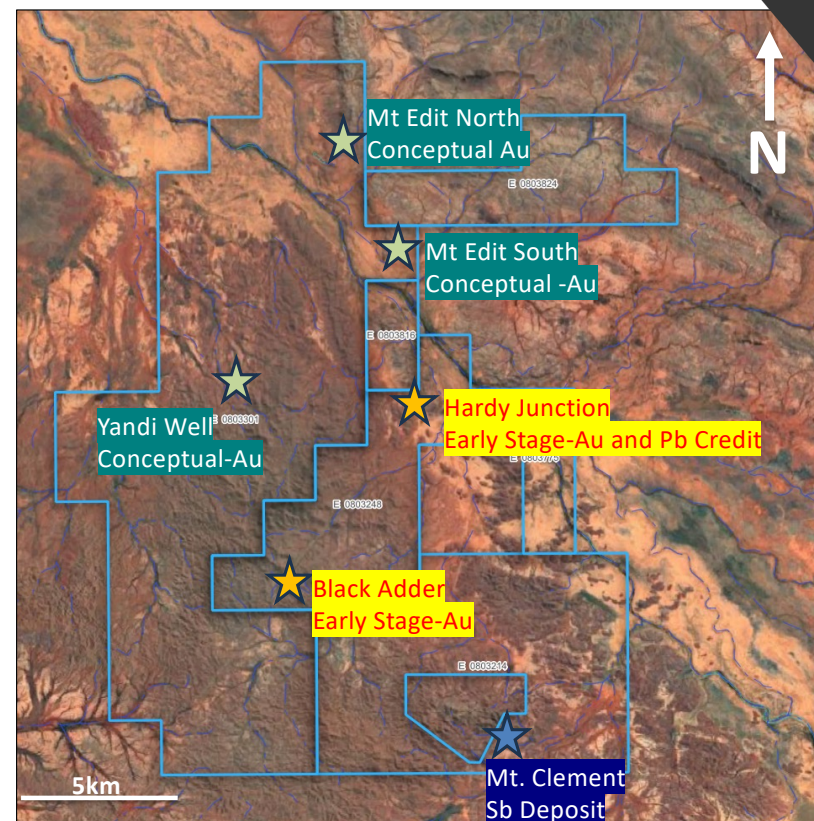 N
Mt Edit North
Conceptual Au
E 0803824
Mt Edit South
Conceptual -Au
E 0803616
Hardy Junction
Early Stage-Au and Pb Credit
E 0803301
Yandi Well
Conceptual-Au
E 0803775
E 0803248
Black Adder
Early Stage-Au
E 0803214
Mt. Clement
Sb Deposit
5km